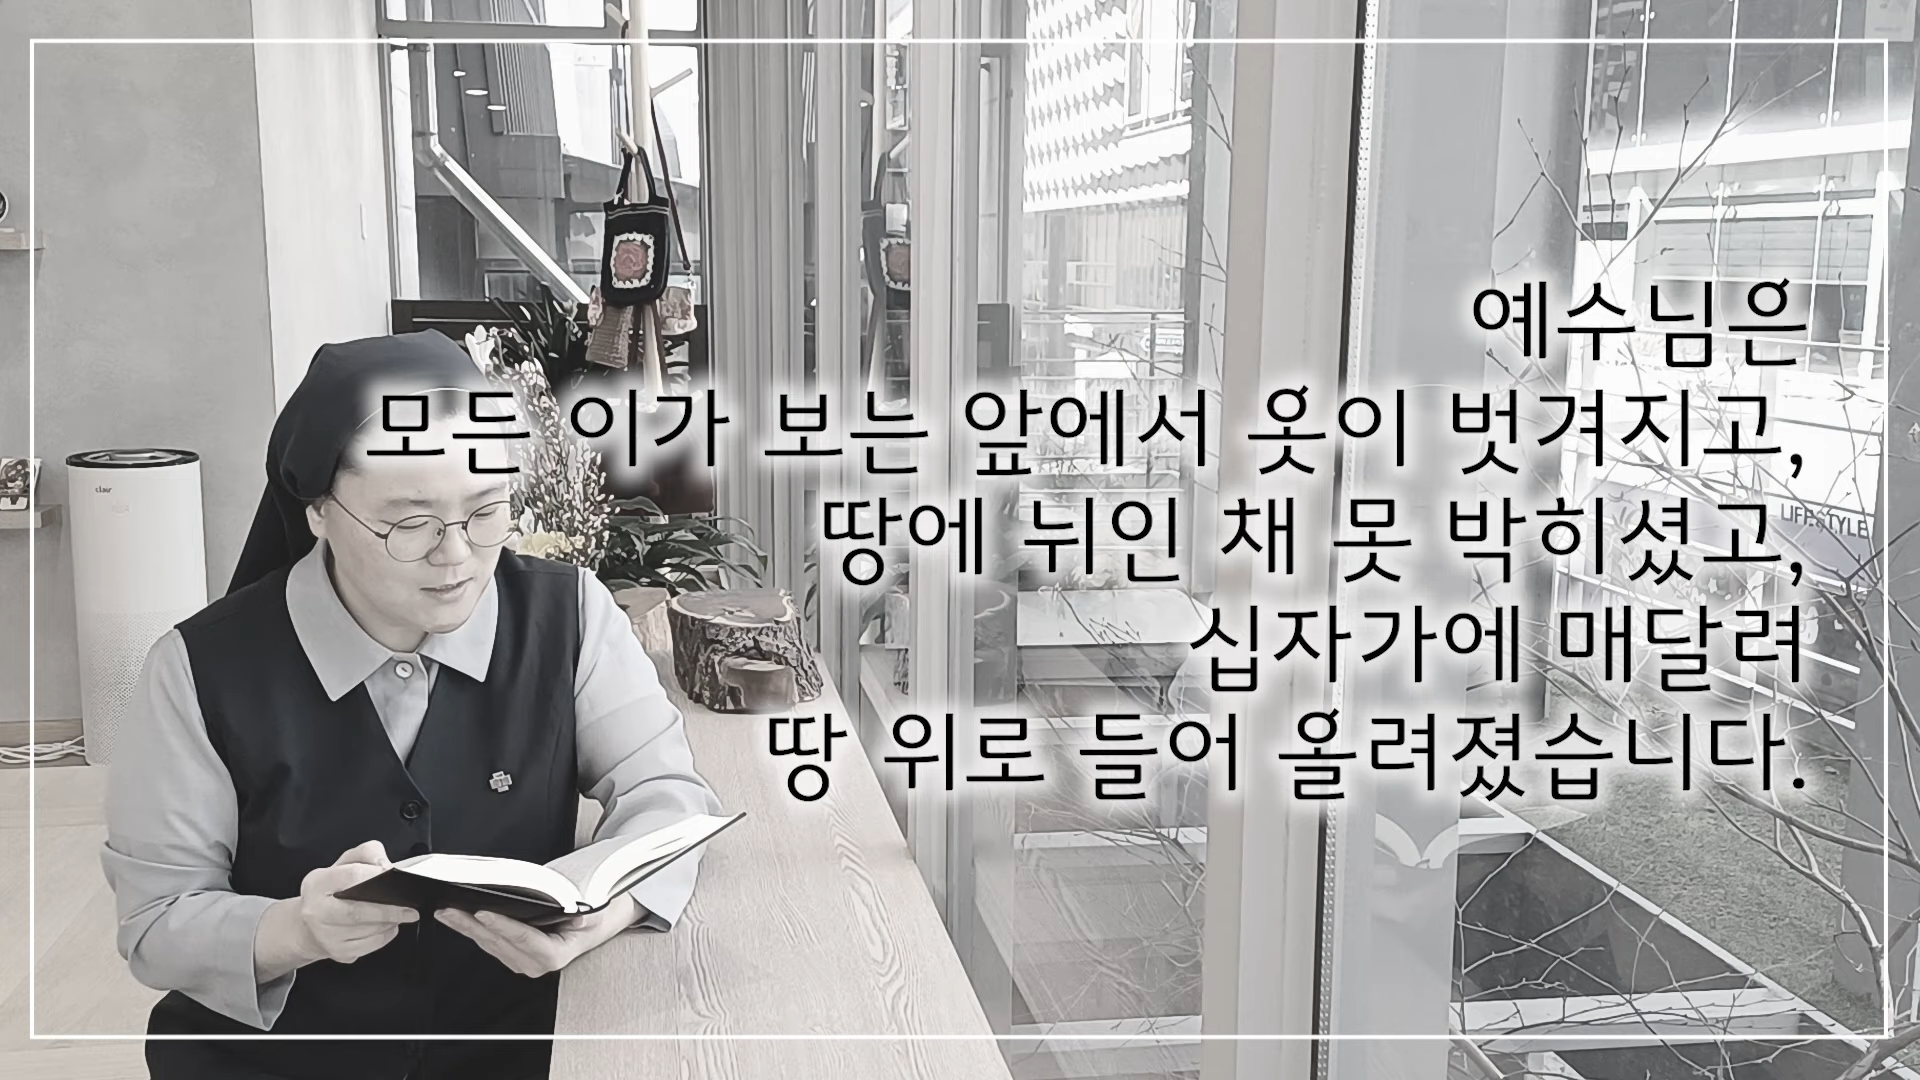 예수님은
모든 이가 보는 앞에서 옷이 벗겨지고,
땅에 뉘인 채 못 박히셨고,
십자가에 매달려
땅 위로 들어 올려졌습니다.
clair
LIFESTYLE